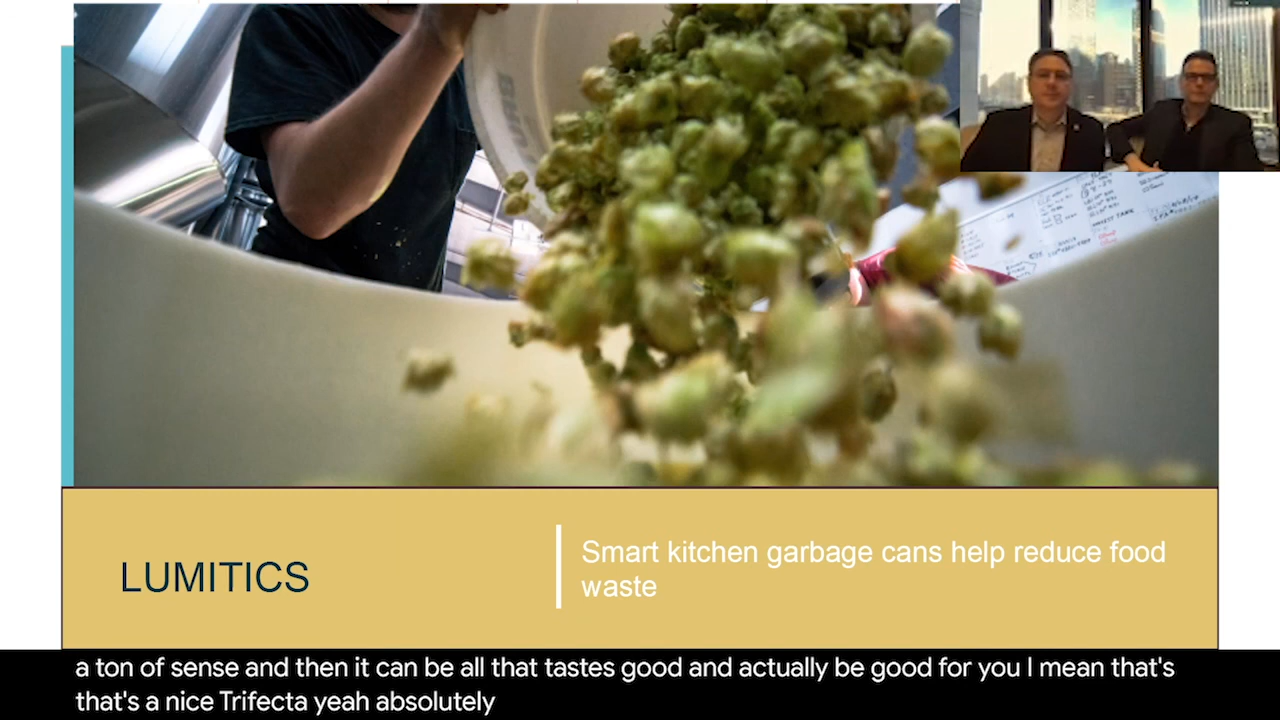 LUMITICS
Smart kitchen garbage cans help reduce food
waste
a ton of sense and then it can be all that tastes good and actually be good for you I mean that's
that's a nice Trifecta yeah absolutely